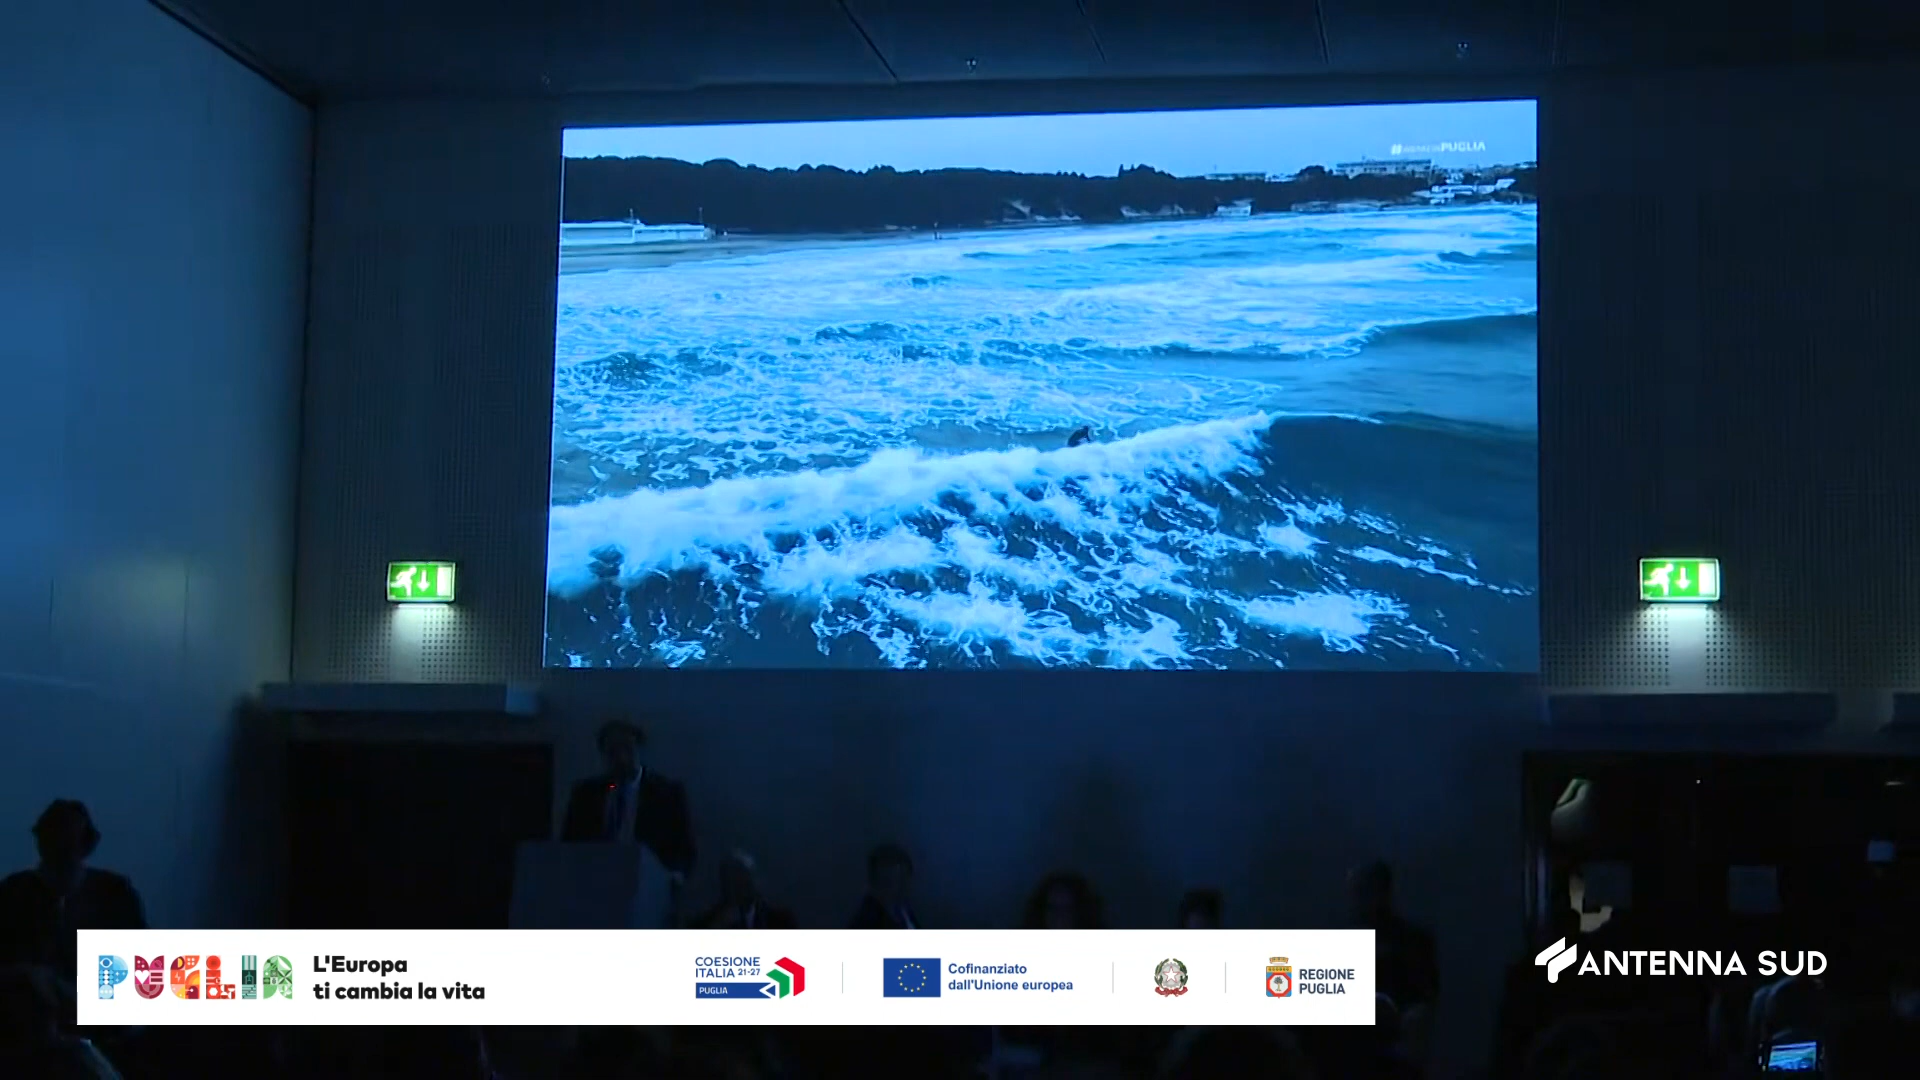 PUGLIA
PUGLIA
L'Europa
ti cambia la vita
COESIONE
ITALIA 21-27
PUGLIA
Cofinanziato
dall'Unione europea
REGIONE
PUGLIA
ANTENNA SUD